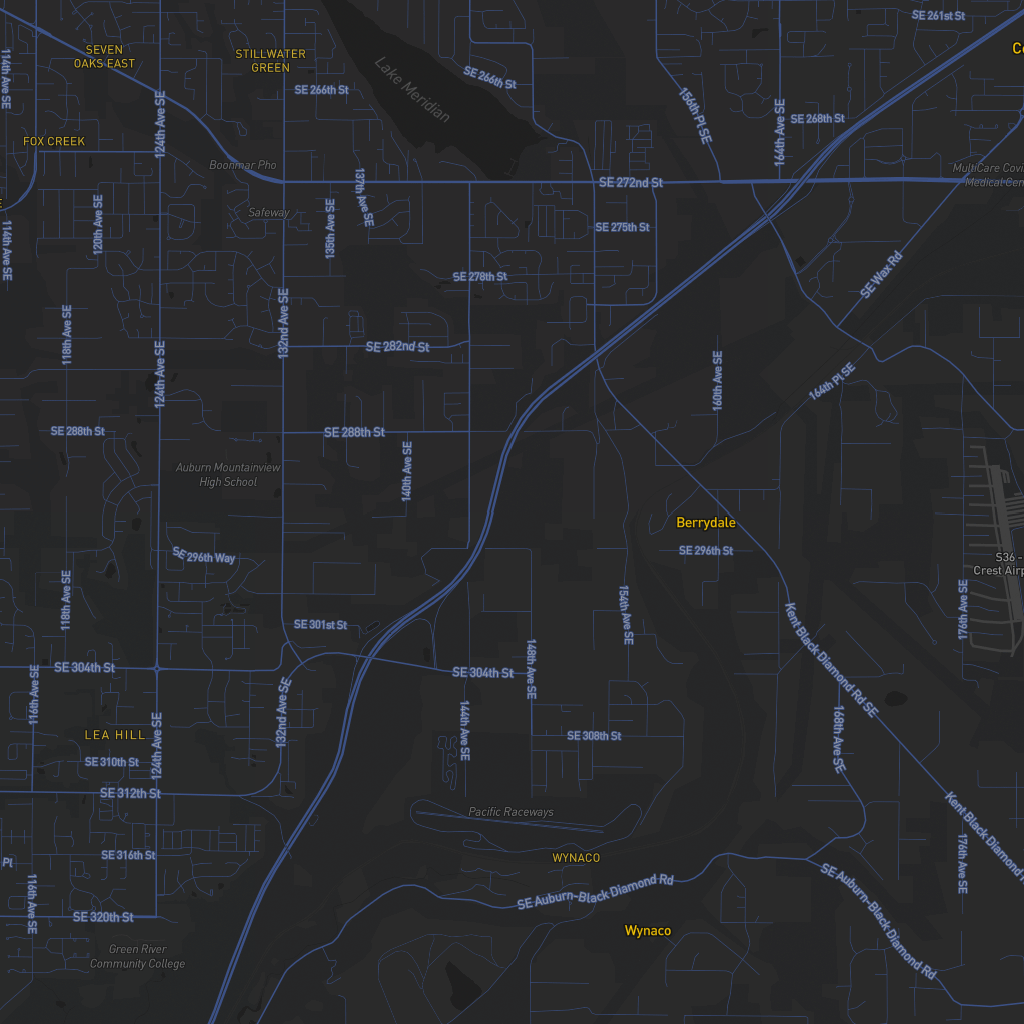 SE 261st St
SEVEN
OAKS EAST
STILLWATER
GREEN
114th Ave SE
Lake Meridian
SE 266th St
SE 266th St
124th Ave SE
156th Pl SE
164th Ave SE
SE 268th St
FOX CREEK
Boonmar Pho
137th Ave SE
SE 272nd St
MultiCare Covi
Medical Cen
Safeway
114th Ave SE
120th Ave SE
135th Ave SE
SE 275th St
SE 278th St
SE Wax Rd
118th Ave SE
132nd Ave SE
SE 282nd St
124th Ave SE
160th Ave SE
164th Pl SE
SE 288th St
SE 288th St
140th Ave SE
Auburn Mountainview
High School
Berrydale
SE 296th Way
SE 296th St
S36 -
Crest Airp
118th Ave SE
154th Ave SE
176th Ave SE
SE 301st St
Kent Black Diamond Rd SE
SE 304th St
SE 304th St
148th Ave SE
116th Ave SE
132nd Ave SE
144th Ave SE
168th Ave SE
LEA HILL
124th Ave SE
SE 308th St
SE 310th St
SE 312th St
Pacific Raceways
Kent Black Diamond R
SE 316th St
WYNACO
Pl
176th Ave SE
116th Ave SE
SE Auburn-Black Diamond Rd
SE Auburn-Black Diamond Rd
SE 320th St
Wynaco
Green River
Community College